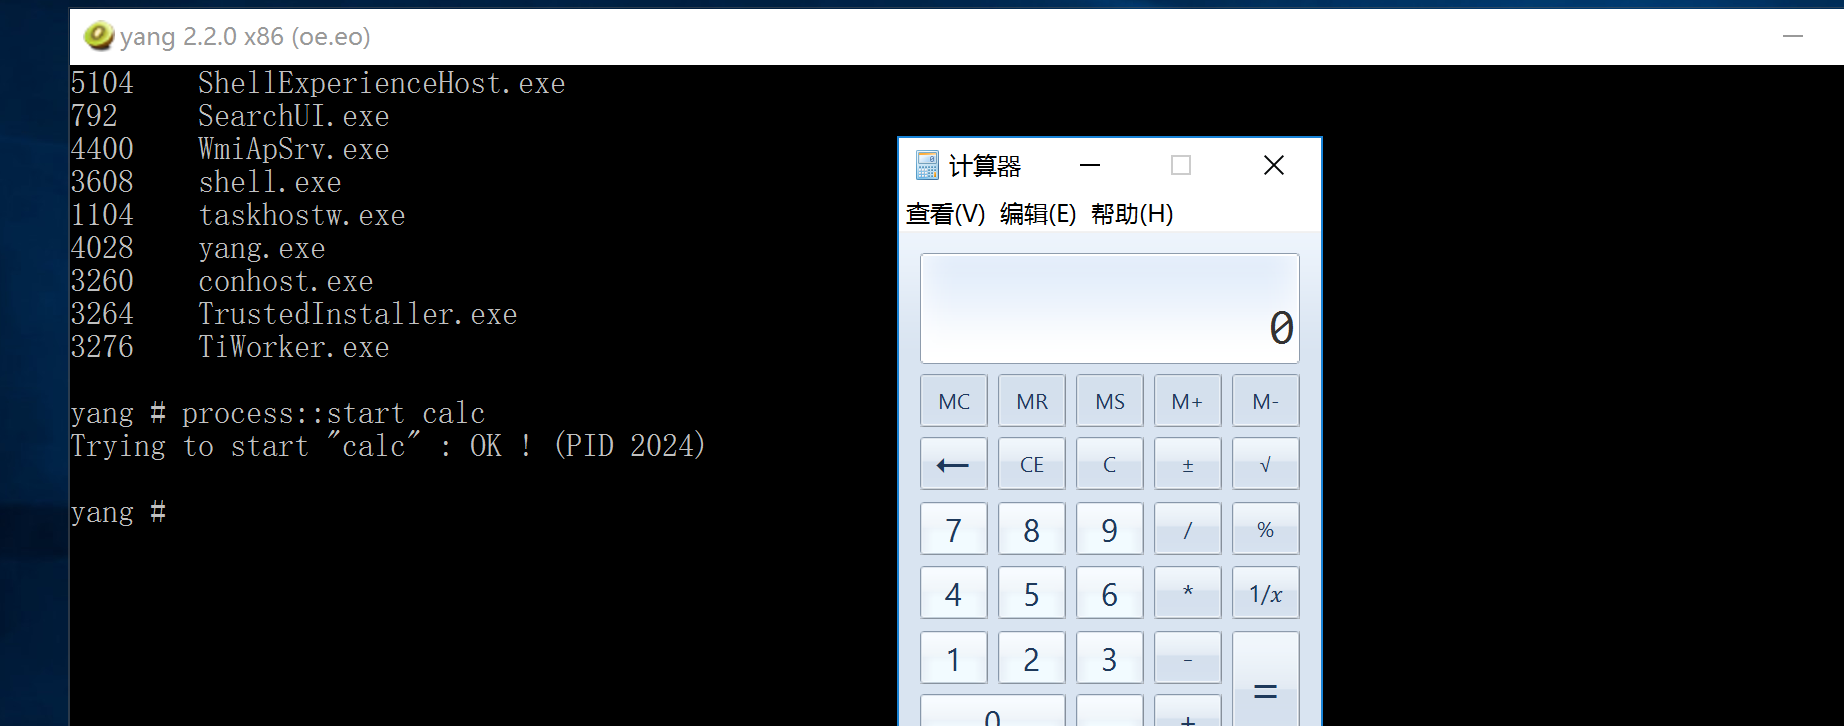 yang 2.2.0 x86 (oe.eo)
5104 ShellExperienceHost.exe
792 SearchUI.exe
4400 WmiApSrv.exe
3608 shell.exe
1104 taskhostw.exe
4028 yang.exe
3260 conhost.exe
3264 TrustedInstaller.exe
3276 TiWorker.exe
yang # process::start calc
Trying to start "calc" : OK ! (PID 2024)
yang #
计算器
查看(V) 编辑(E) 帮助(H)
0
MC MR MS M+ M-
← CE C ± √
7 8 9 / %
4 5 6 * 1/x
1 2 3 - =
0 +